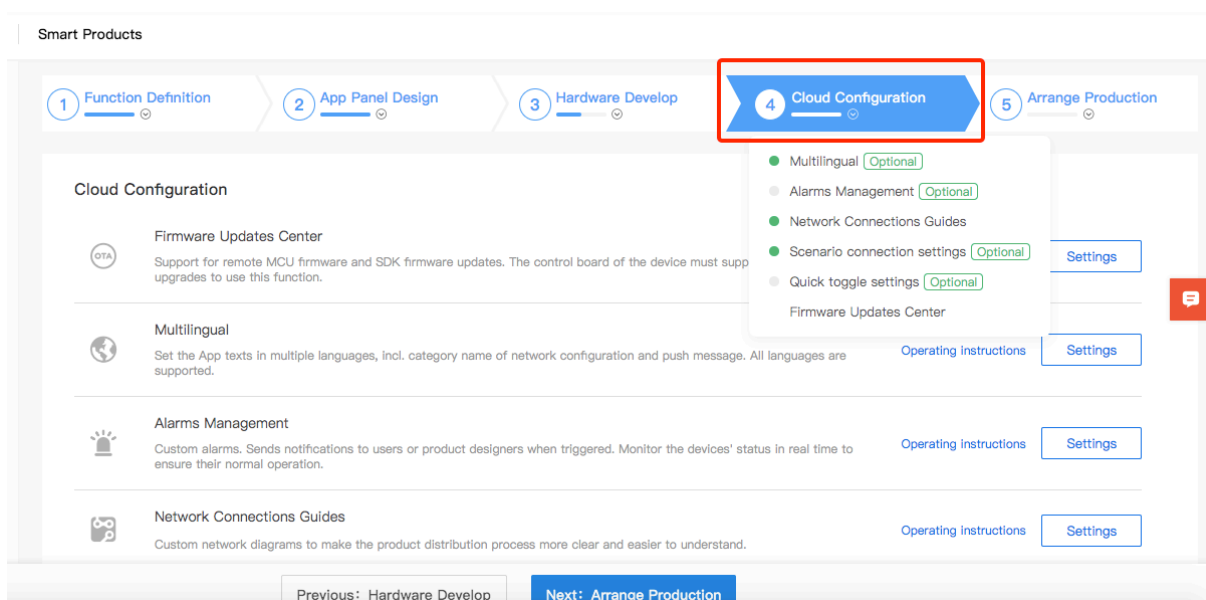 Smart Products
1 Function Definition
2 App Panel Design
3 Hardware Develop
4 Cloud Configuration
5 Arrange Production
Multilingual Optional
Alarms Management Optional
Network Connections Guides
Scenario connection settings Optional
Quick toggle settings Optional
Firmware Updates Center
Cloud Configuration
OTA
Firmware Updates Center
Support for remote MCU firmware and SDK firmware updates. The control board of the device must supp
upgrades to use this function.
Settings
Multilingual
Set the App texts in multiple languages, incl. category name of network configuration and push message. All languages are
supported.
Operating instructions
Settings
Alarms Management
Custom alarms. Sends notifications to users or product designers when triggered. Monitor the devices' status in real time to
ensure their normal operation.
Operating instructions
Settings
Network Connections Guides
Custom network diagrams to make the product distribution process more clear and easier to understand.
Operating instructions
Settings
Previous: Hardware Develop
Next: Arrange Production